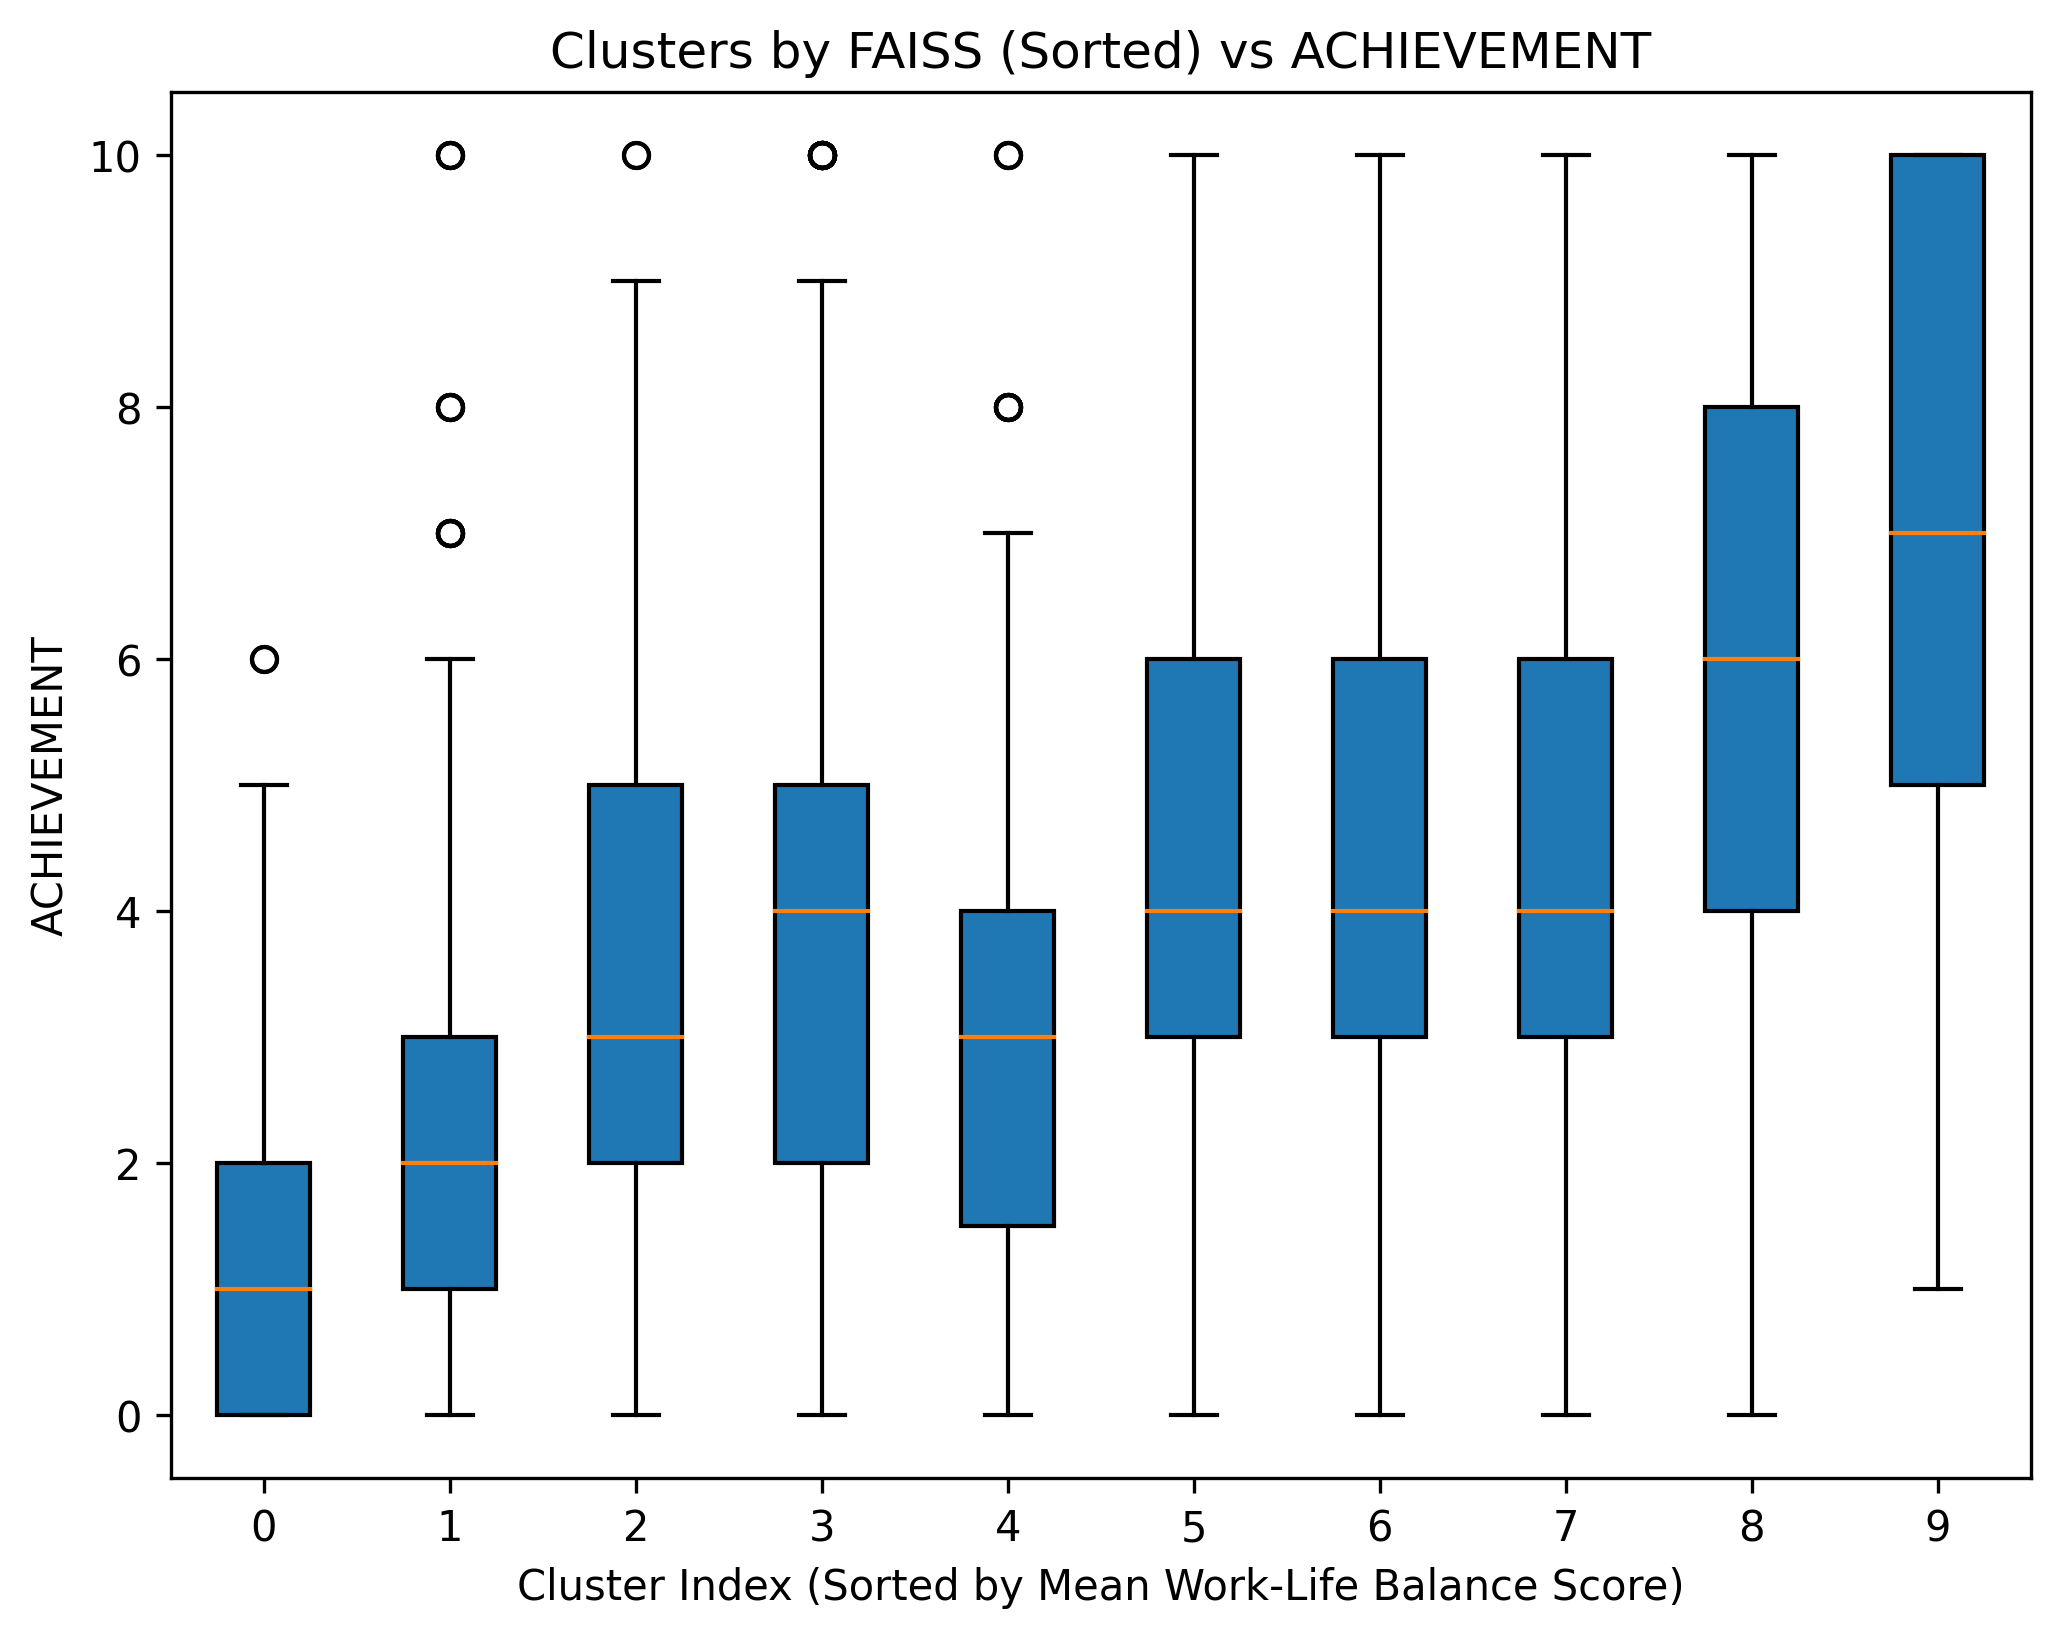 Clusters by FAISS (Sorted) vs ACHIEVEMENT
10
8
6
4
2
0
ACHIEVEMENT
0 1 2 3 4 5 6 7 8 9
Cluster Index (Sorted by Mean Work-Life Balance Score)